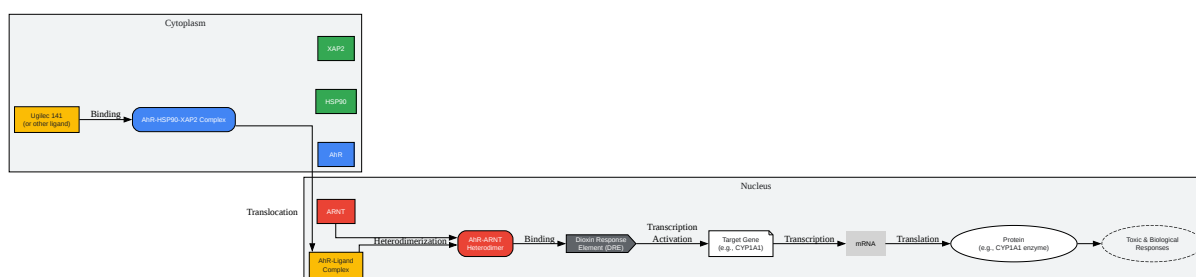 Cytoplasm
XAP2
HSP90
Ugilec 141
(or other ligand)
Binding
AhR-HSP90-XAP2 Complex
AhR
Nucleus
Translocation
ARNT
Heterodimerization
AhR-Ligand
Complex
AhR-ARNT
Heterodimer
Binding
Dioxin Response
Element (DRE)
Transcription
Activation
Target Gene
(e.g., CYP1A1)
Transcription
mRNA
Translation
Protein
(e.g., CYP1A1 enzyme)
Toxic & Biological
Responses